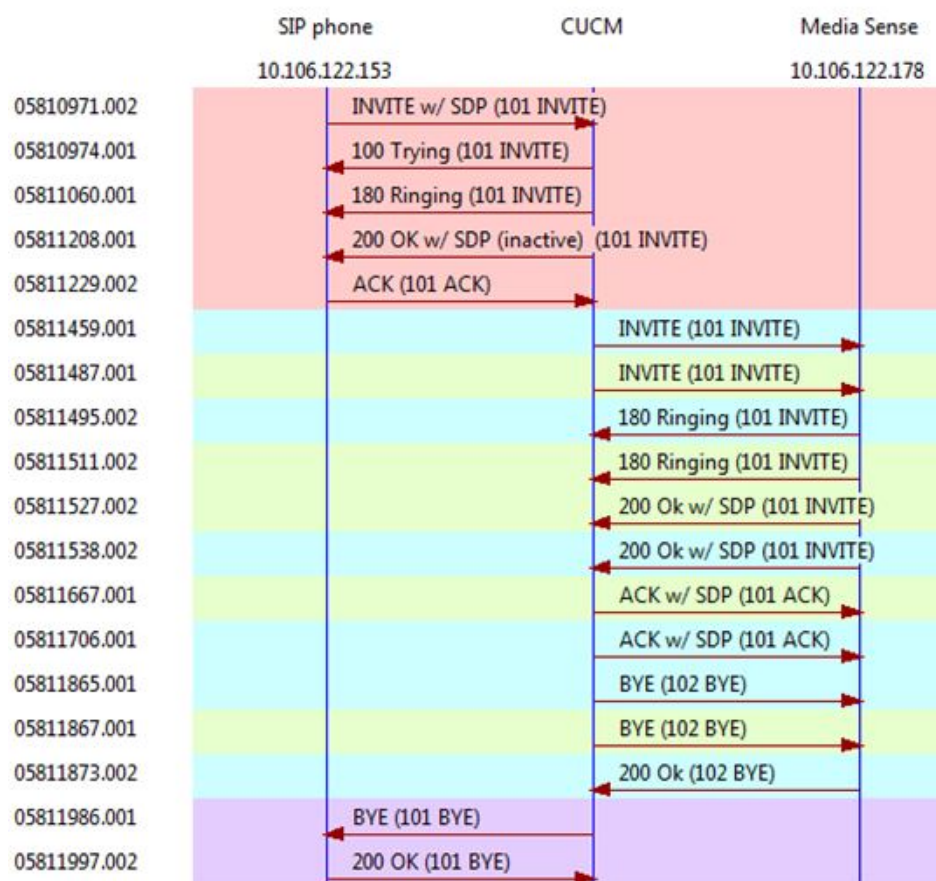 SIP phone CUCM Media Sense
10.106.122.153 10.106.122.178
05810971.002 INVITE w/ SDP (101 INVITE)
05810974.001 100 Trying (101 INVITE)
05811060.001 180 Ringing (101 INVITE)
05811208.001 200 OK w/ SDP (inactive) (101 INVITE)
05811229.002 ACK (101 ACK)
05811459.001 INVITE (101 INVITE)
05811487.001 INVITE (101 INVITE)
05811495.002 180 Ringing (101 INVITE)
05811511.002 180 Ringing (101 INVITE)
05811527.002 200 Ok w/ SDP (101 INVITE)
05811538.002 200 Ok w/ SDP (101 INVITE)
05811667.001 ACK w/ SDP (101 ACK)
05811706.001 ACK w/ SDP (101 ACK)
05811865.001 BYE (102 BYE)
05811867.001 BYE (102 BYE)
05811873.002 200 Ok (102 BYE)
05811986.001 BYE (101 BYE)
05811997.002 200 OK (101 BYE)